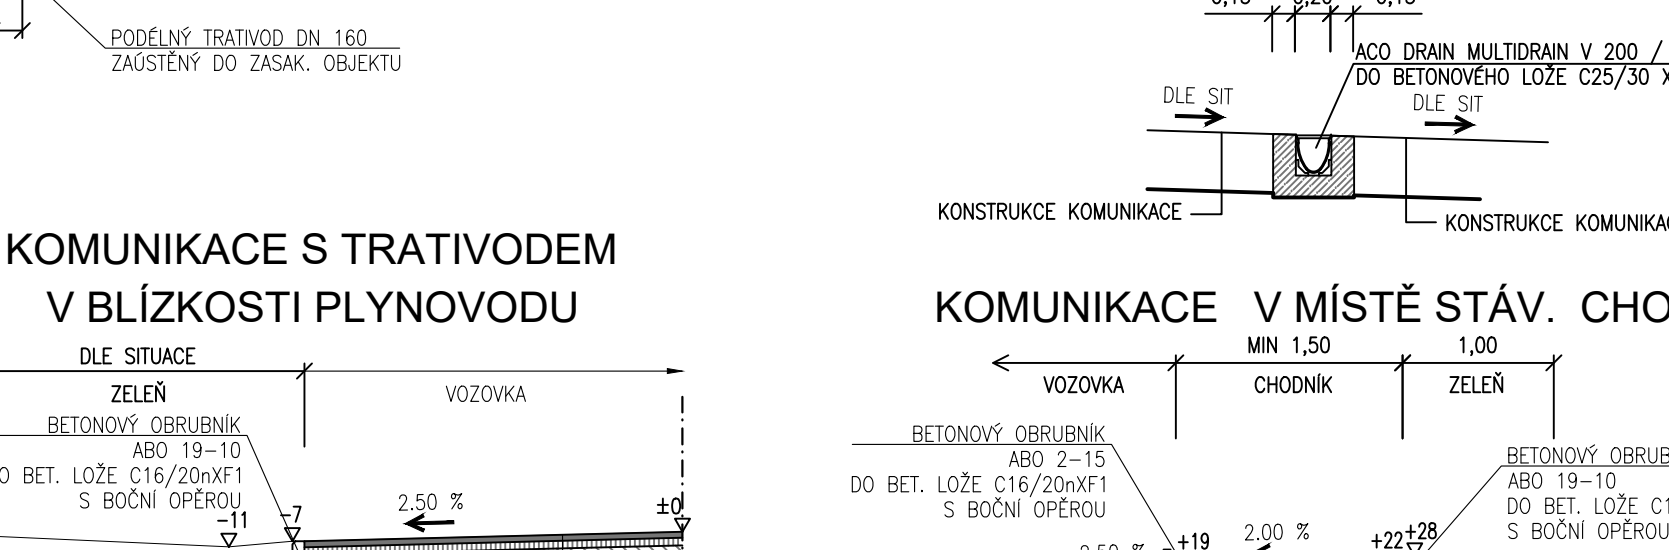 PODÉLNÝ TRATIVOD DN 160
ZAÚSTĚNÝ DO ZASAK. OBJEKTU
ACO DRAIN MULTIDRAIN V 200 /
DO BETONOVÉHO LOŽE C25/30 X
DLE SIT
DLE SIT
KONSTRUKCE KOMUNIKACE
KONSTRUKCE KOMUNIKAC
KOMUNIKACE S TRATIVODEM
V BLÍZKOSTI PLYNOVODU
DLE SITUACE
ZELEŇ
VOZOVKA
BETONOVÝ OBRUBNÍK
ABO 19-10
O BET. LOŽE C16/20nXF1
S BOČNÍ OPĚROU
-11
-7
2.50 %
±0
KOMUNIKACE V MÍSTĚ STÁV. CHO
MIN 1,50
1,00
VOZOVKA
CHODNÍK
ZELEŇ
BETONOVÝ OBRUBNÍK
ABO 2-15
DO BET. LOŽE C16/20nXF1
S BOČNÍ OPĚROU
+19
2.00 %
+22
+28
BETONOVÝ OBRUB
ABO 19-10
DO BET. LOŽE C1
S BOČNÍ OPĚROU